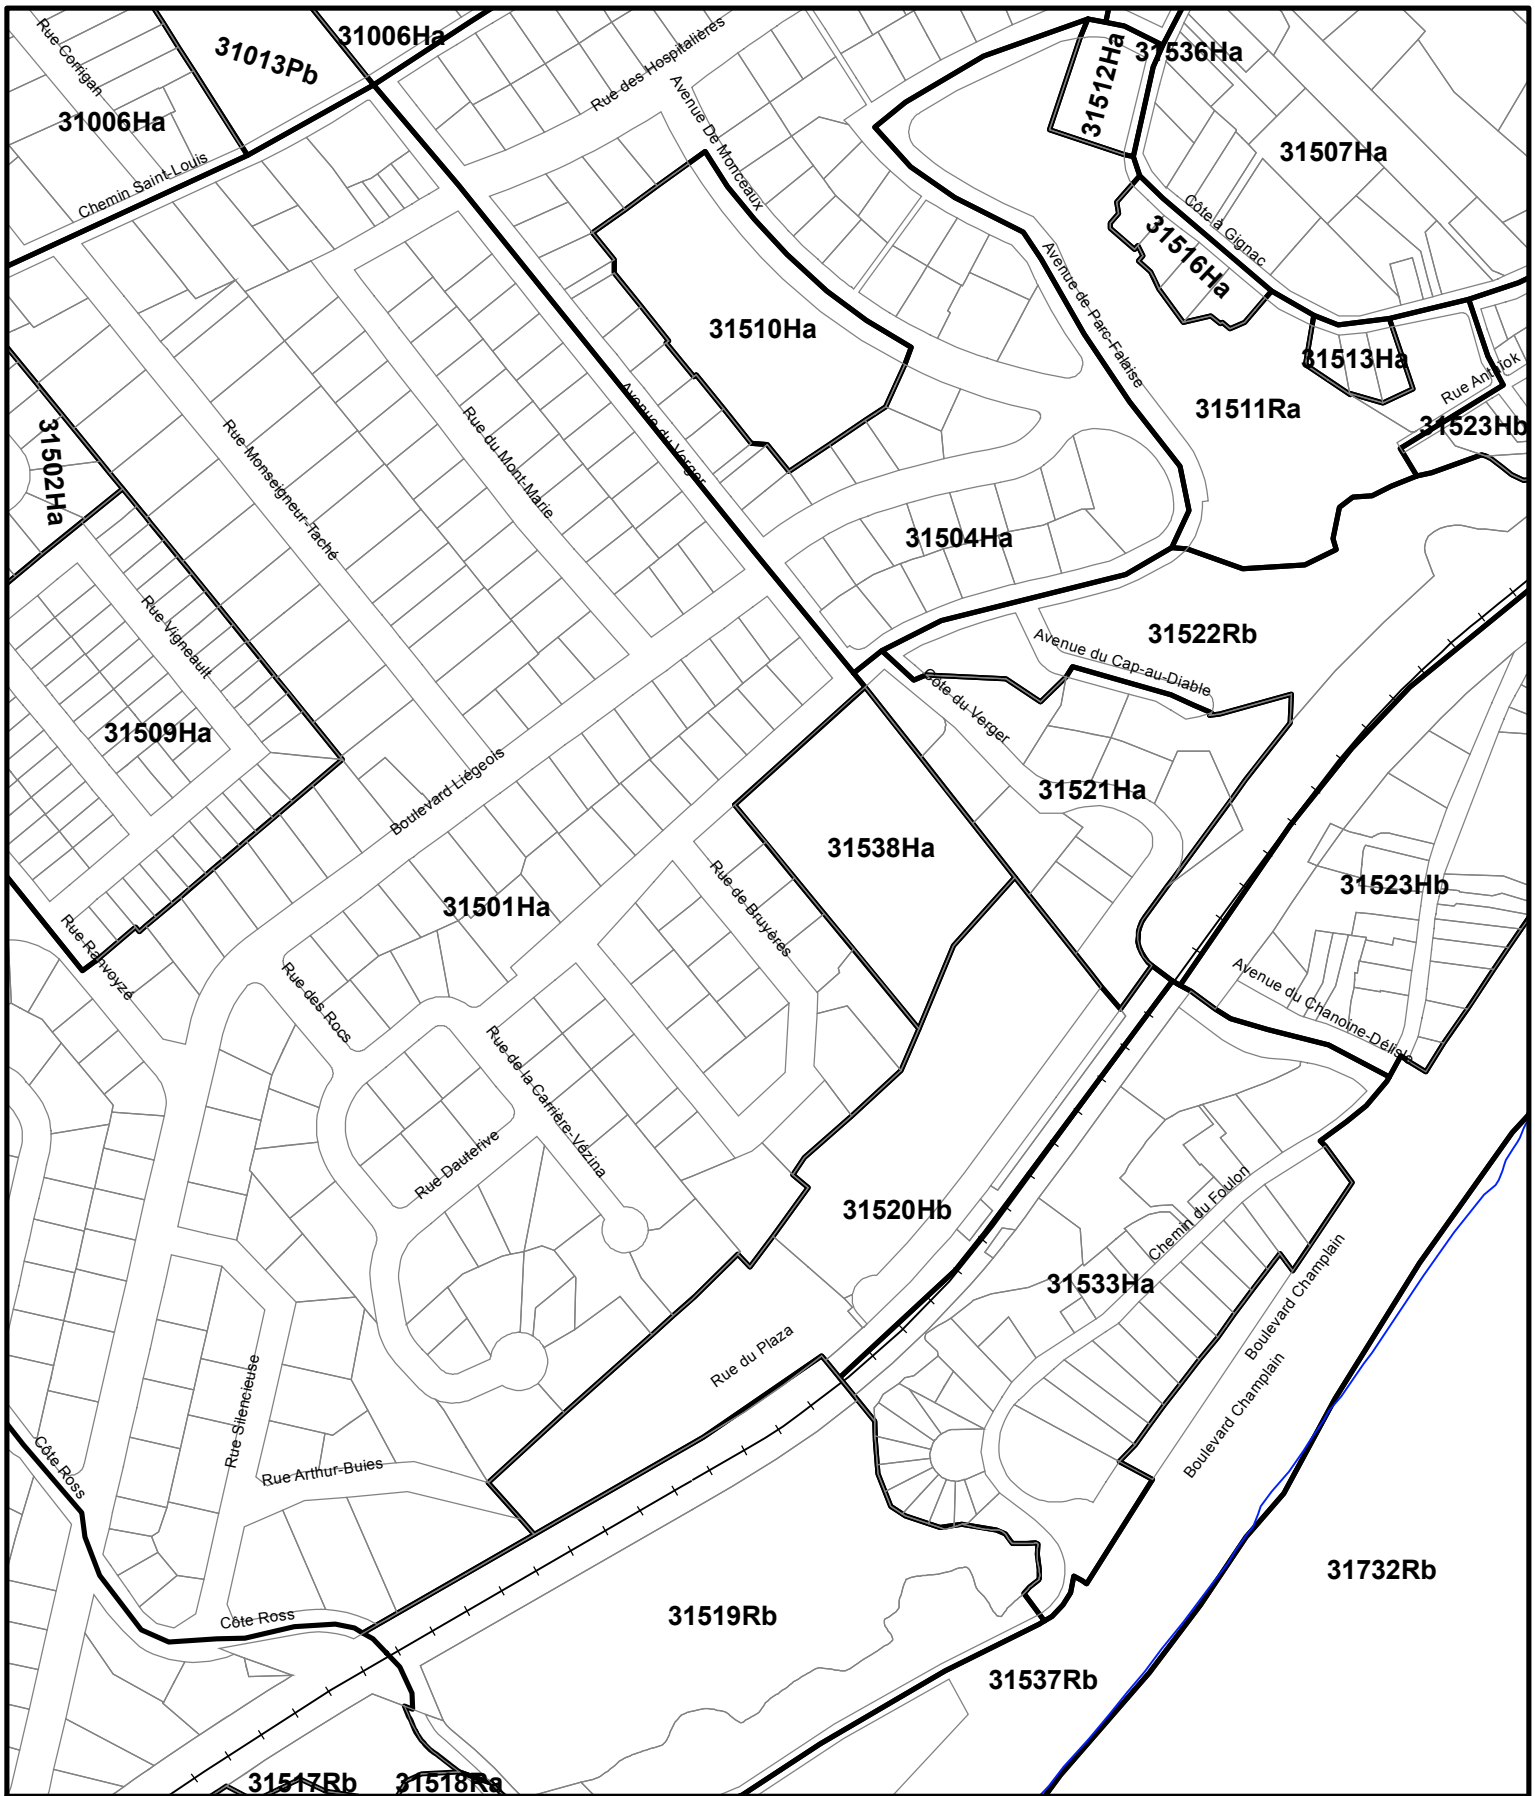 Rue Corrigan
31013Pb
31006Ha
Rue des Hospitalières
31512Ha
31536Ha
31006Ha
Avenue De Monceaux
31507Ha
Chemin Saint-Louis
Côte à Gignac
31516Ha
Avenue de Parc-Falaise
31510Ha
31513Ha
31511Ra
31523Hb
31502Ha
Rue Monseigneur-Taché
Rue du Mont-Marie
Avenue du Verger
31504Ha
Rue Vigneault
31522Rb
Avenue du Cap-au-Diable
Côte du Verger
31509Ha
Boulevard Liégeois
31521Ha
31538Ha
Rue de Bruyères
31523Hb
31501Ha
Rue Ranvoyzé
Rue des Rocs
Avenue du Chanoine-Délisle
Rue de la Carrière-Vézina
Rue Dauterive
31520Hb
Chemin du Foulon
31533Ha
Boulevard Champlain
Rue du Plaza
Boulevard Champlain
Rue Silencieuse
Côte Ross
Rue Arthur-Buies
31732Rb
Côte Ross
31519Rb
31537Rb
31517Rb
31518Ra